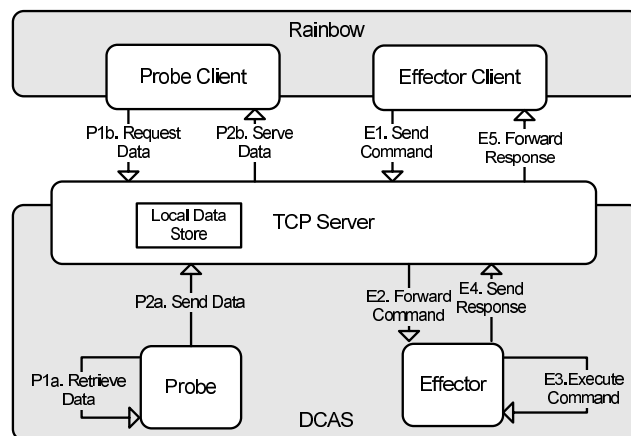 Rainbow
Probe Client
Effector Client
P1b. Request
Data
P2b. Serve
Data
E1. Send
Command
E5. Forward
Response
Local Data
Store
TCP Server
P2a. Send Data
E2. Forward
Command
E4. Send
Response
P1a. Retrieve
Data
Probe
Effector
E3.Execute
Command
DCAS